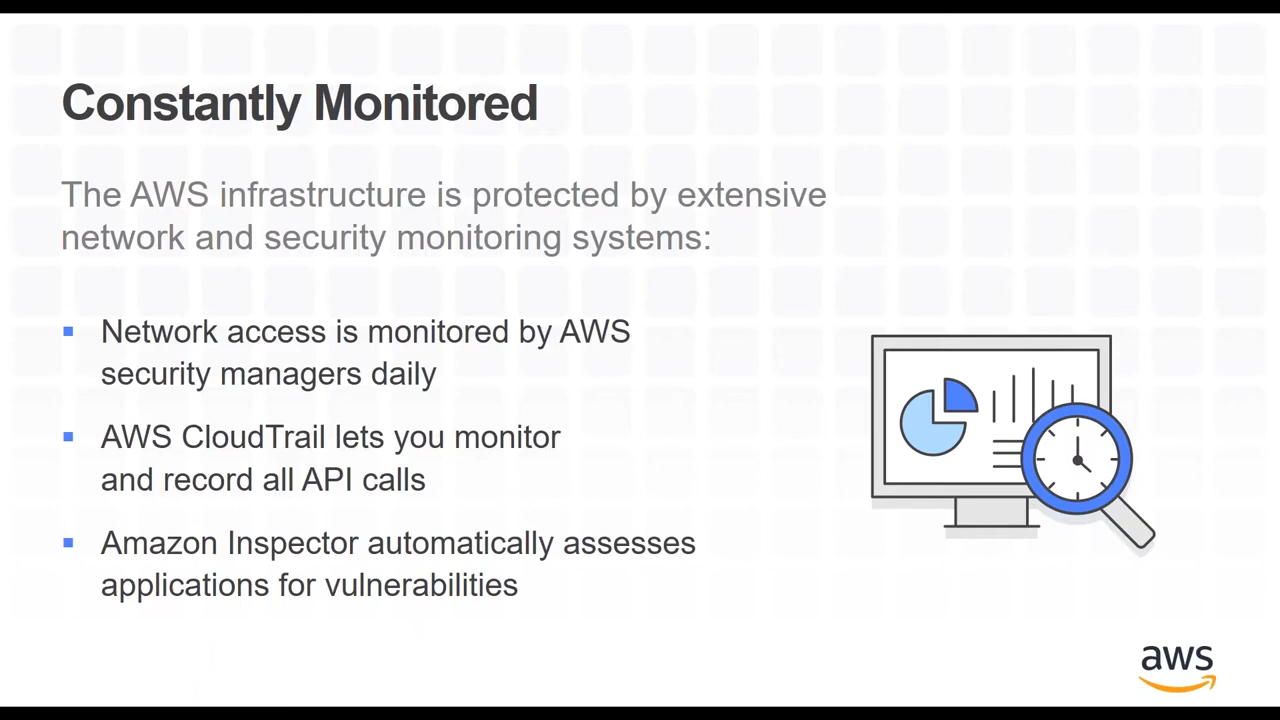 Constantly Monitored
The AWS infrastructure is protected by extensive
network and security monitoring systems:
Network access is monitored by AWS
security managers daily
AWS CloudTrail lets you monitor
and record all API calls
Amazon Inspector automatically assesses
applications for vulnerabilities
aws